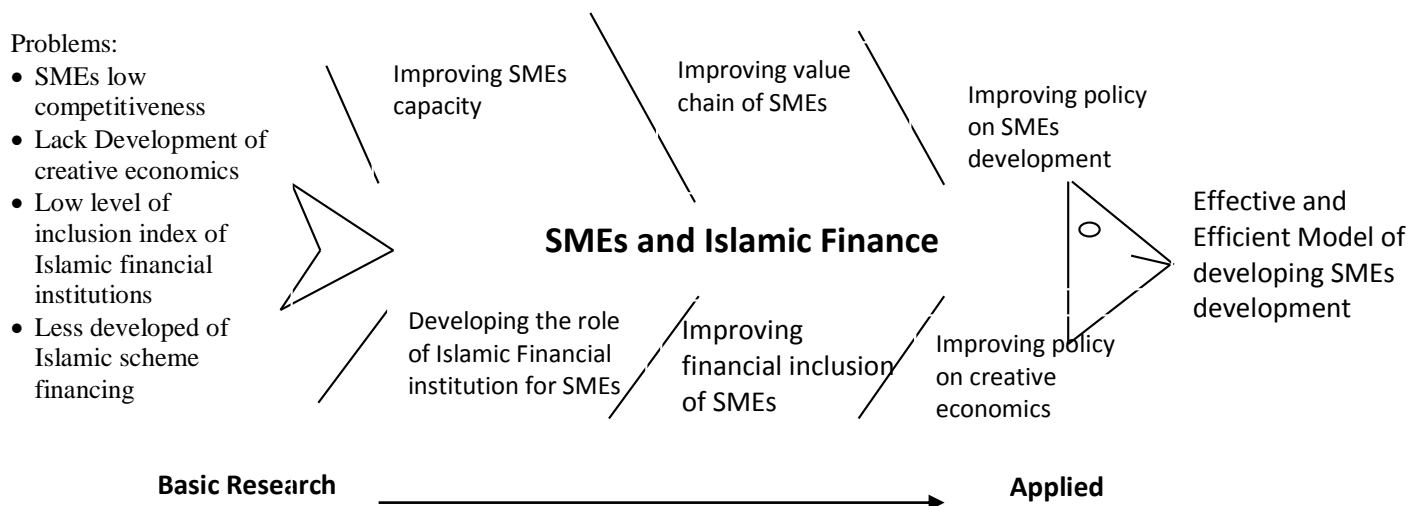 Problems:
• SMEs low
competitiveness
• Lack Development of
creative economics
• Low level of
inclusion index of
Islamic financial
institutions
• Less developed of
Islamic scheme
financing
Improving SMEs
capacity
Improving value
chain of SMEs
Improving policy
on SMEs
development
SMEs and Islamic Finance
Effective and
Efficient Model of
developing SMEs
development
Developing the role
of Islamic Financial
institution for SMEs
Improving
financial inclusion
of SMEs
Improving policy
on creative
economics
Basic Research
Applied